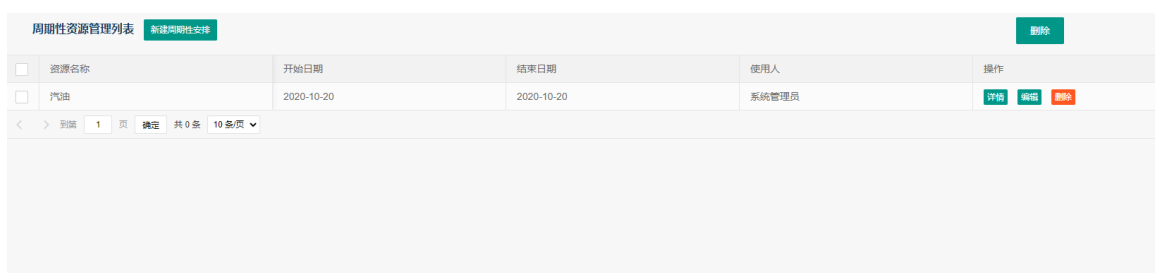 周期性资源管理列表 新建周期性安排 删除
资源名称 开始日期 结束日期 使用人 操作
汽油 2020-10-20 2020-10-20 系统管理员 详情 编辑 删除
到第 1 页 确定 共 0 条 10 条/页